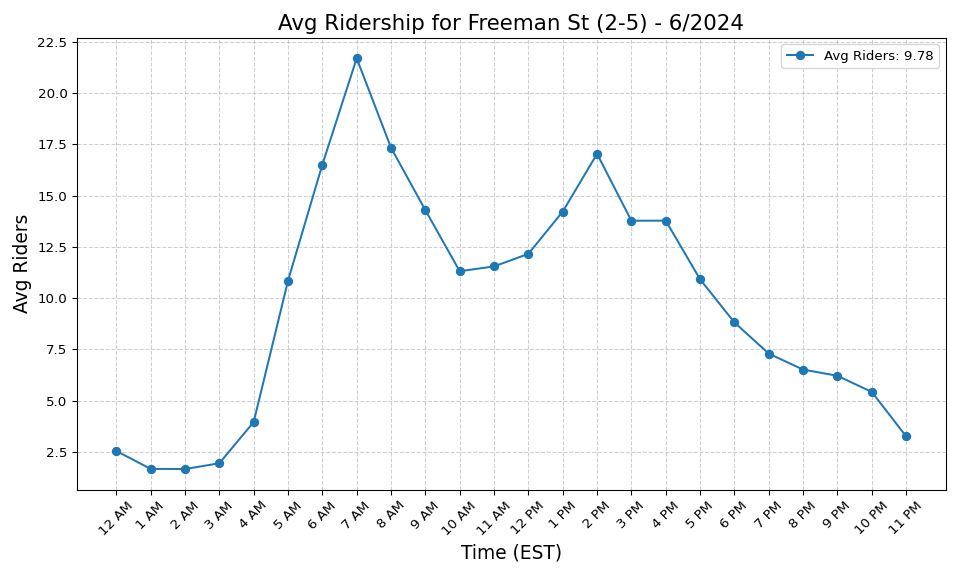 Avg Ridership for Freeman St (2-5) - 6/2024
Avg Riders: 9.78
Avg Riders
22.5
20.0
17.5
15.0
12.5
10.0
7.5
5.0
2.5
12 AM 1 AM 2 AM 3 AM 4 AM 5 AM 6 AM 7 AM 8 AM 9 AM 10 AM 11 AM 12 PM 1 PM 2 PM 3 PM 4 PM 5 PM 6 PM 7 PM 8 PM 9 PM 10 PM 11 PM
Time (EST)